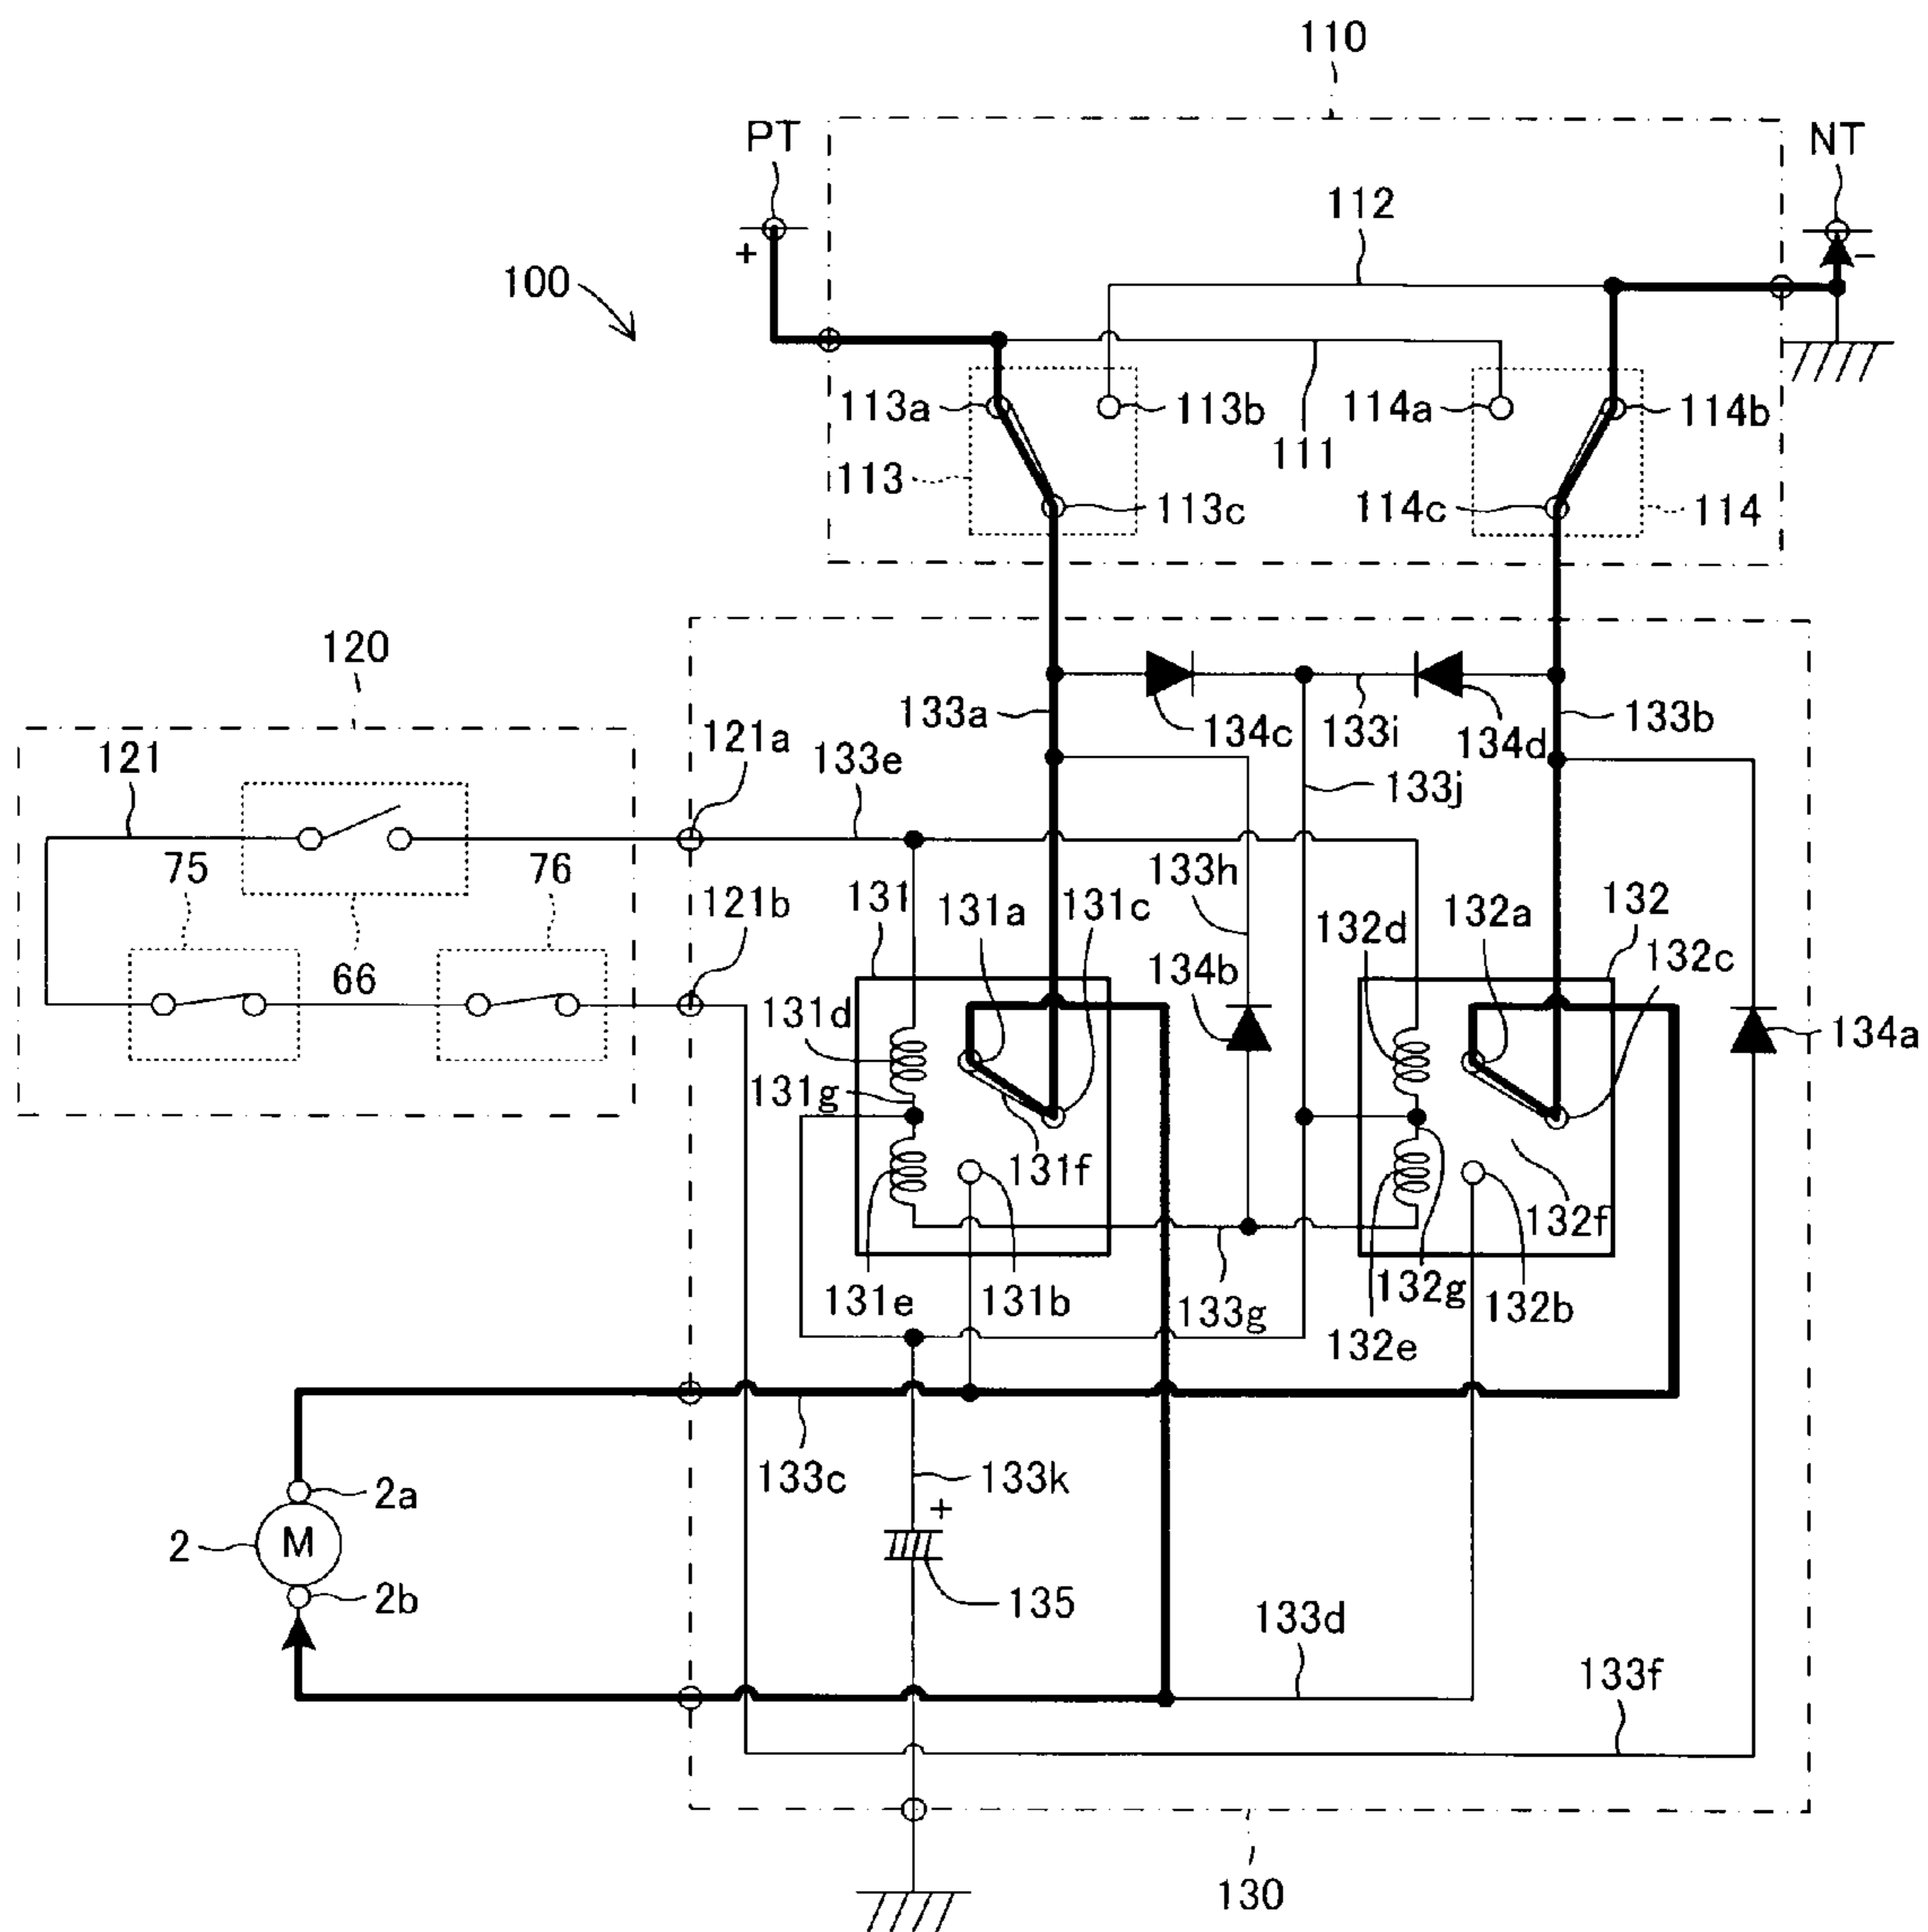 110
PT
NT
112
+
-
100
113a
113b
114a
114b
111
113
113c
114c
114
120
133a
134c
133i
134d
133b
121
121a
133e
133j
75
76
131
133h
132
121b
131a
131c
132d
132a
132c
66
134b
131d
134a
131g
131f
132f
131e
131b
133g
132g
132b
132e
133c
133k
2a
+
2
M
2b
135
133d
133f
130